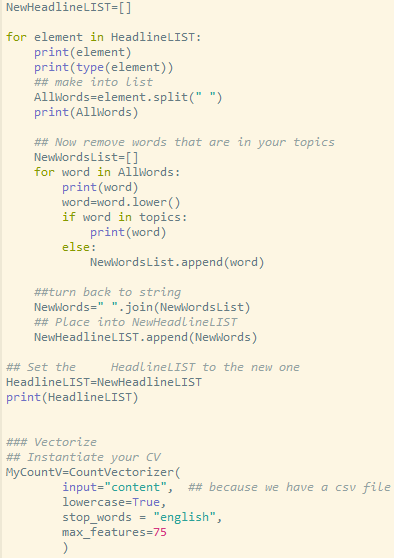 NewHeadlineLIST=[]
for element in HeadlineLIST:
    print(element)
    print(type(element))
    ## make into list
    AllWords=element.split(" ")
    print(AllWords)
    ## Now remove words that are in your topics
    NewWordsList=[]
    for word in AllWords:
        print(word)
        word=word.lower()
        if word in topics:
            print(word)
        else:
            NewWordsList.append(word)
    ##turn back to string
    NewWords=" ".join(NewWordsList)
    ## Place into NewHeadlineLIST
    NewHeadlineLIST.append(NewWords)
## Set the     HeadlineLIST to the new one
HeadlineLIST=NewHeadlineLIST
print(HeadlineLIST)
### Vectorize
## Instantiate your CV
MyCountV=CountVectorizer(
        input="content",  ## because we have a csv file
        lowercase=True,
        stop_words = "english",
        max_features=75
        )